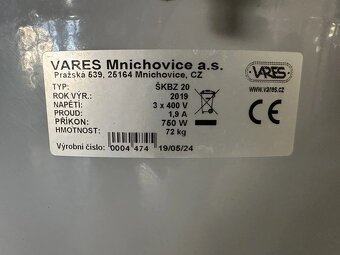 VARES Mnichovice a.s.
Pražská 539, 25164 Mnichovice, CZ
VARES
www.vares.cz
TYP: ŠKBZ 20
ROK VÝR.: 2019
NAPĚTÍ: 3 x 400 V
PROUD: 1,9 A
PŘÍKON: 750 W
HMOTNOST: 72 kg
CE
Výrobní číslo: 0004 474 19/05/24